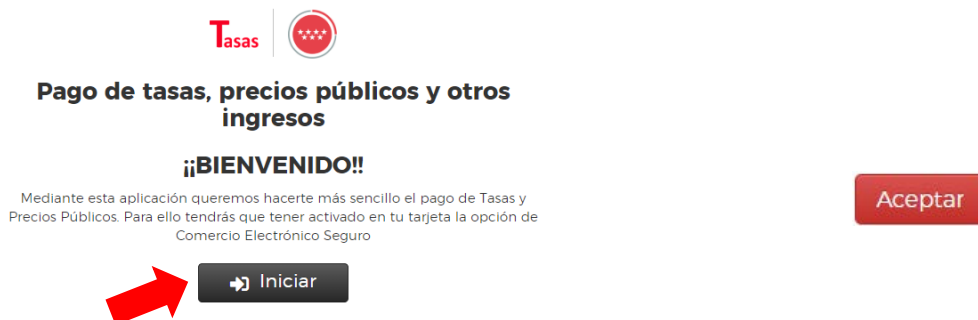 Tasas
Pago de tasas, precios públicos y otros
ingresos
¡¡BIENVENIDO!!
Mediante esta aplicación queremos hacerte más sencillo el pago de Tasas y
Precios Públicos. Para ello tendrás que tener activado en tu tarjeta la opción de
Comercio Electrónico Seguro
Iniciar
Aceptar